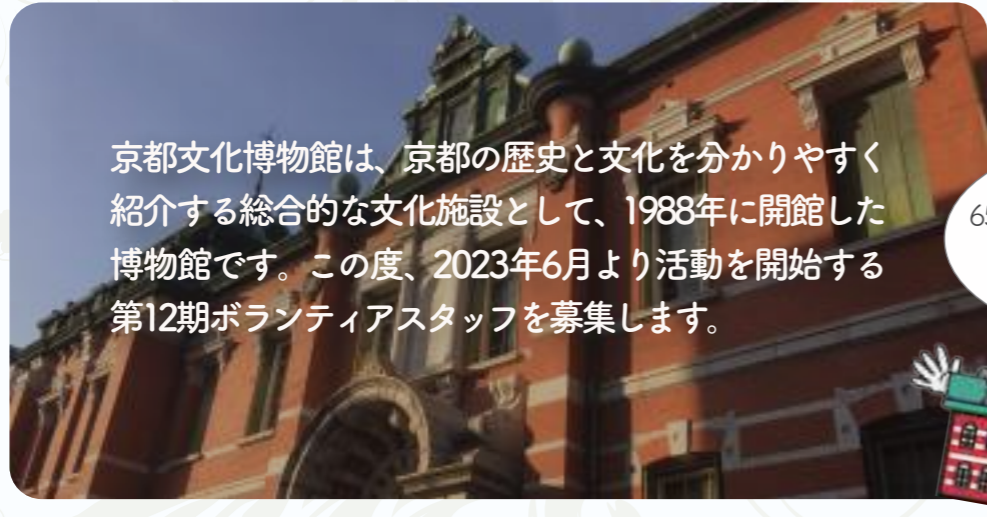 京都文化博物館は、京都の歴史と文化を分かりやすく
紹介する総合的な文化施設として、1988年に開館した
博物館です。この度、2023年6月より活動を開始する
第12期ボランティアスタッフを募集します。